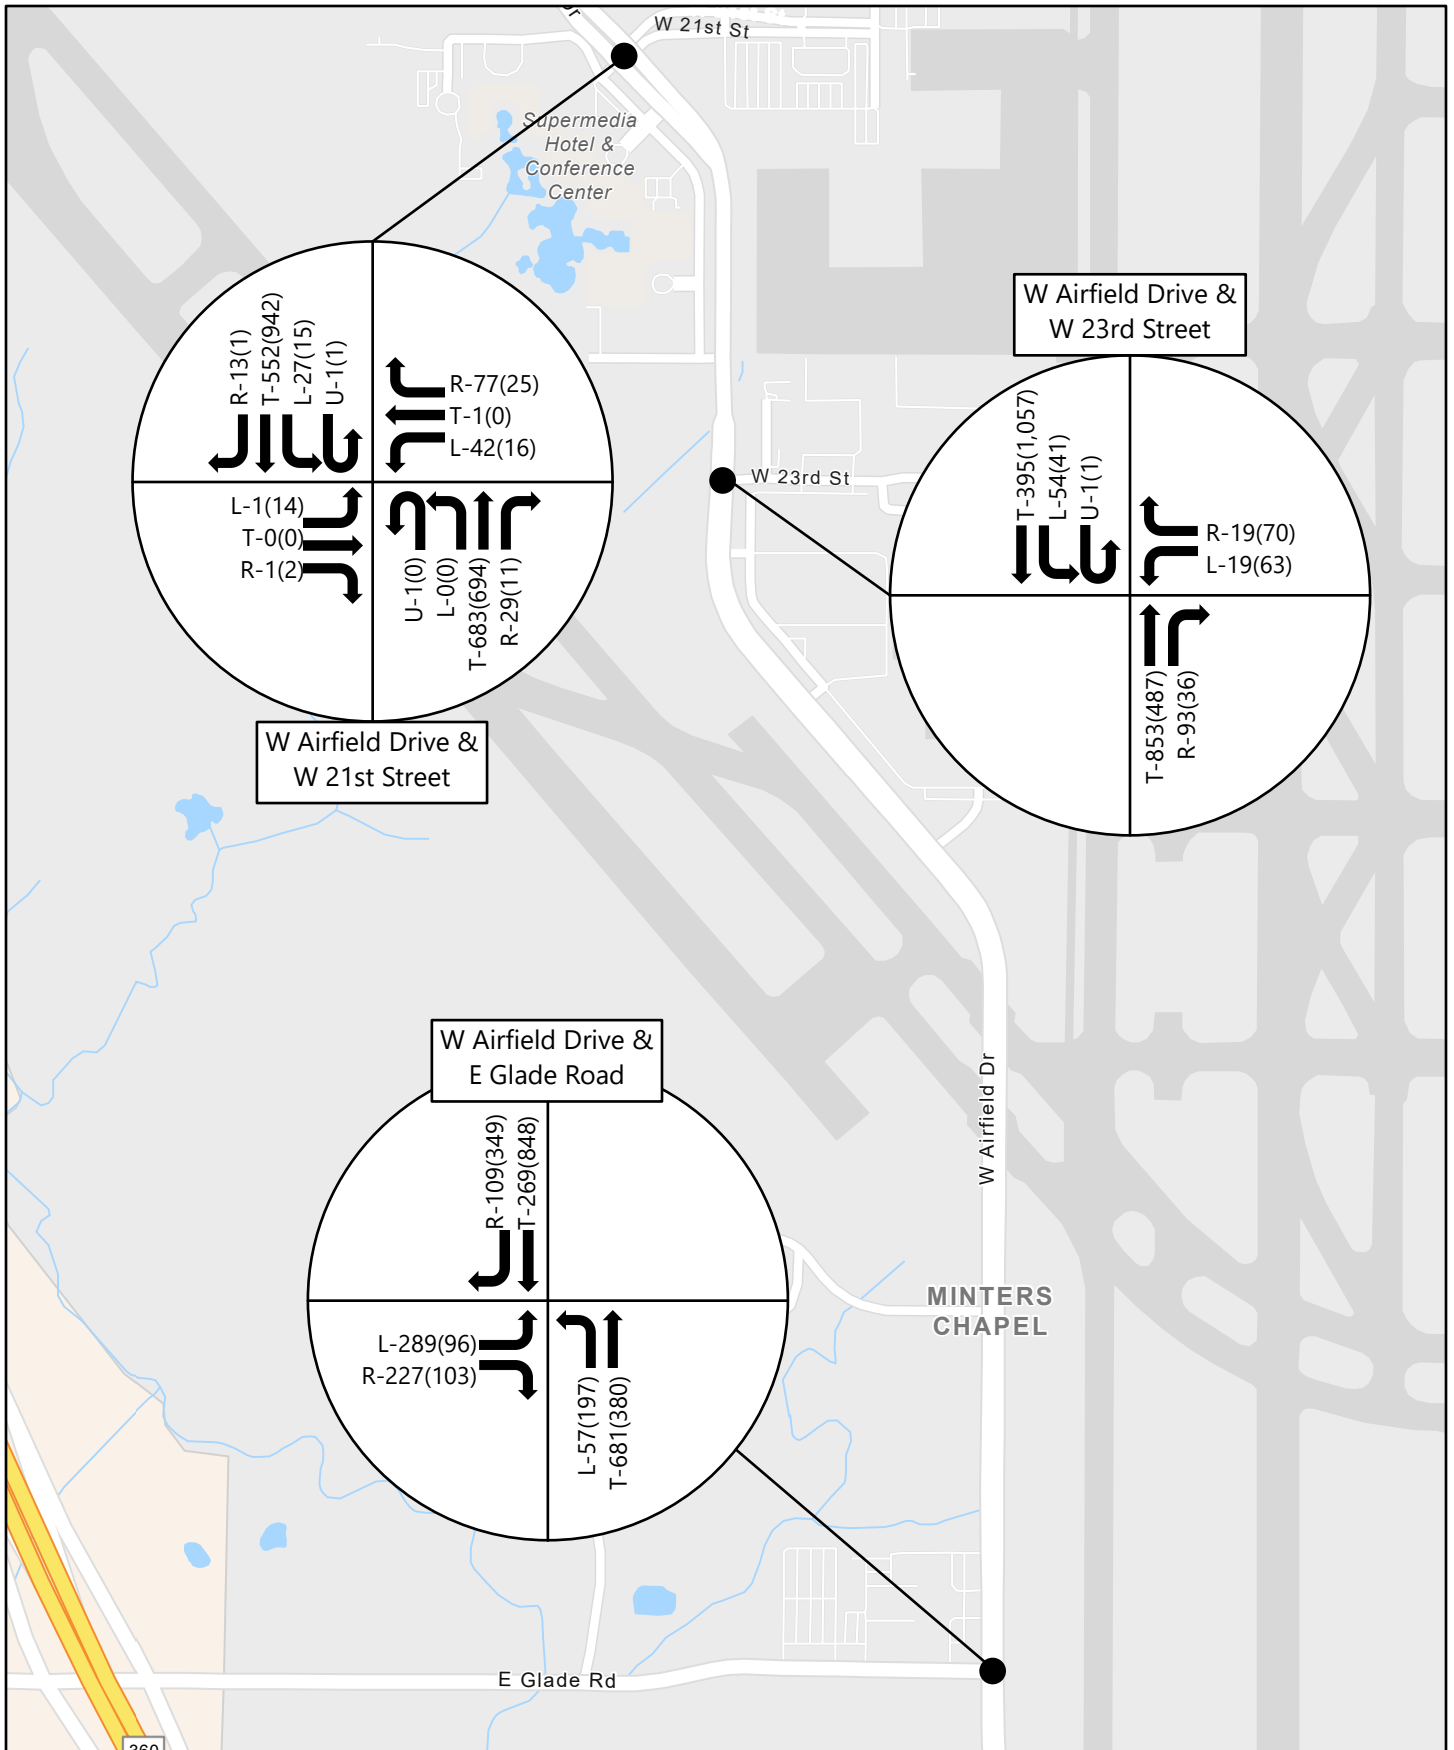 W 21st St
Supermedia
Hotel &
Conference
Center
R-13(1)
T-552(942)
L-27(15)
U-1(1)
R-77(25)
T-1(0)
L-42(16)
L-1(14)
T-0(0)
R-1(2)
U-1(0)
L-0(0)
T-683(694)
R-29(11)
W Airfield Drive &
W 21st Street
W Airfield Drive &
W 23rd Street
W 23rd St
T-395(1,057)
L-54(41)
U-1(1)
R-19(70)
L-19(63)
T-853(487)
R-93(36)
W Airfield Drive &
E Glade Road
R-109(349)
T-269(848)
L-289(96)
R-227(103)
L-57(197)
T-681(380)
W Airfield Dr
MINTERS
CHAPEL
E Glade Rd
360